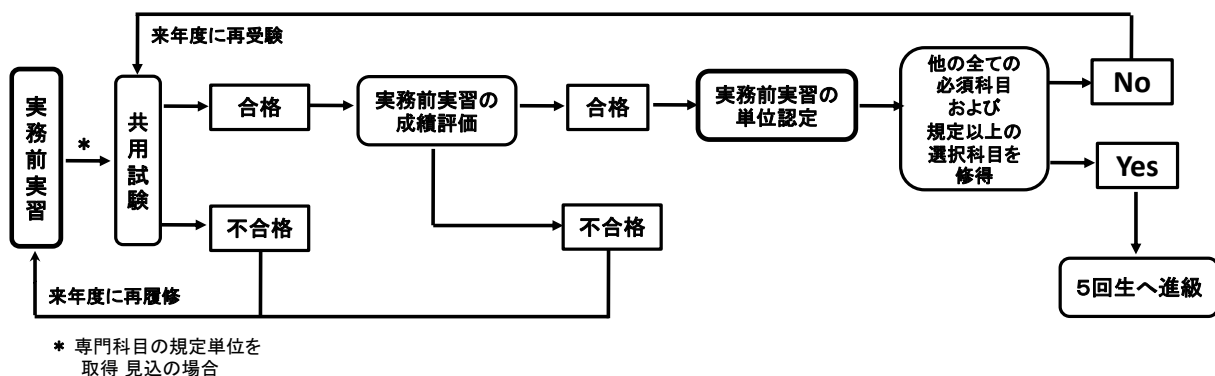 来年度に再受験
実務前実習
*
共用試験
合格
実務前実習の
成績評価
合格
実務前実習の
単位認定
他の全ての
必須科目
および
規定以上の
選択科目を
修得
No
Yes
不合格
不合格
5回生へ進級
来年度に再履修
* 専門科目の規定単位を
取得 見込の場合